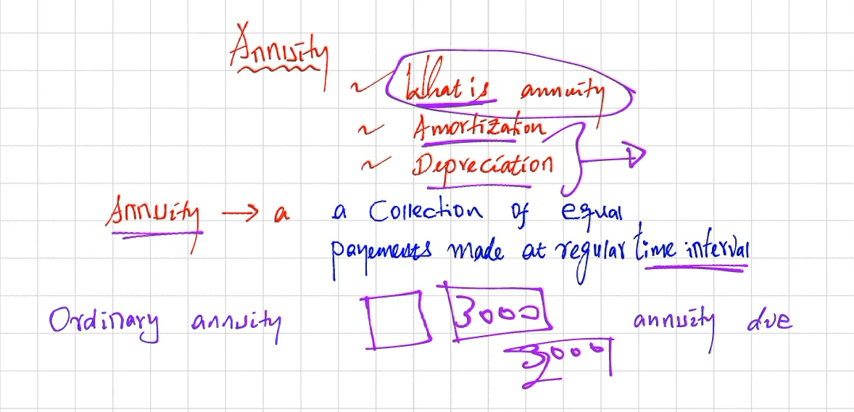 Annuity
~ What is annuity
~ Amortization
~ Depreciation
Annuity → a a Collection of equal
payements made at regular time interval
Ordinary annuity 3000 annuity due
3000